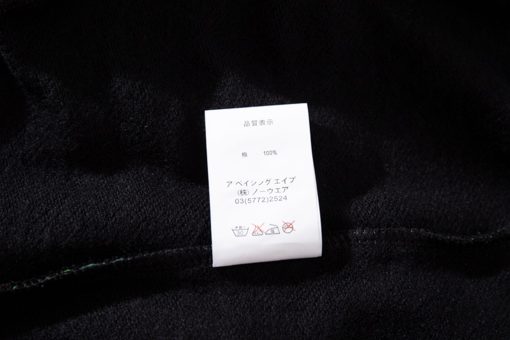 品質表示
綿 100%
ア ベイシング エイプ
(株) ノーウエア
03(5772)2524